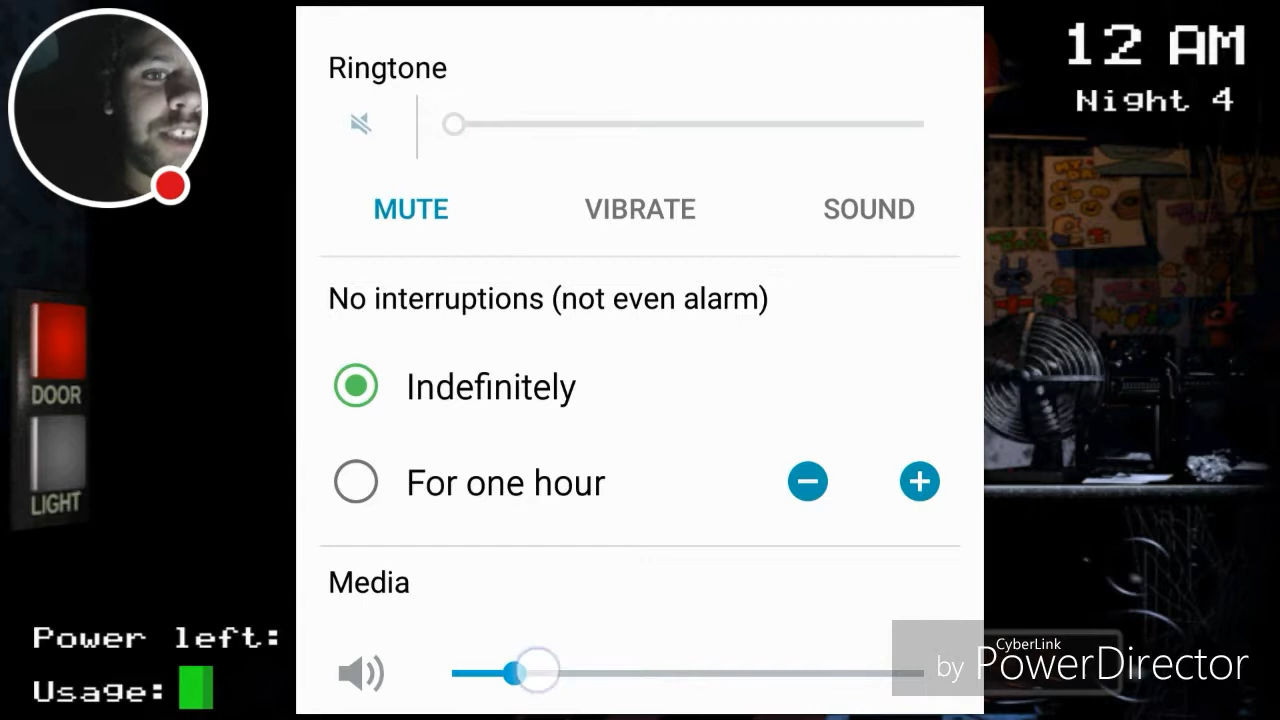 12 AM
Night 4
Ringtone
MUTE VIBRATE SOUND
No interruptions (not even alarm)
Indefinitely
For one hour
DOOR
LIGHT
Media
Power left:
Usage:
CyberLink
by PowerDirector